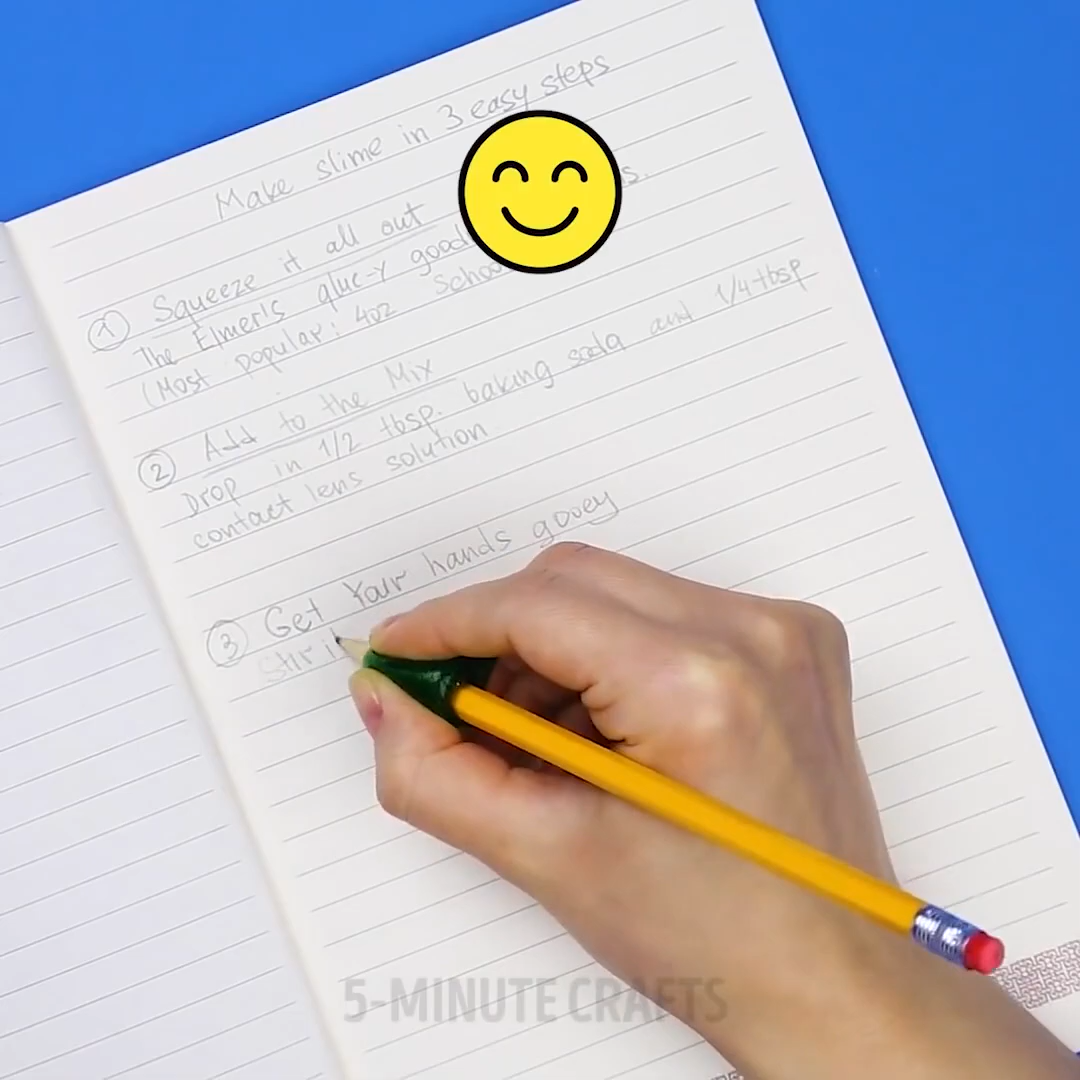 Make slime in 3 easy steps
1 Squeeze it all out
The Elmer's glue-y good
(Most popular: 4oz School
2 Add to the Mix
Drop in 1/2 tbsp. baking soda and 1/4 tbsp
contact lens solution
3 Get Your hands gooey
Stir it
5-MINUTE CRAFTS